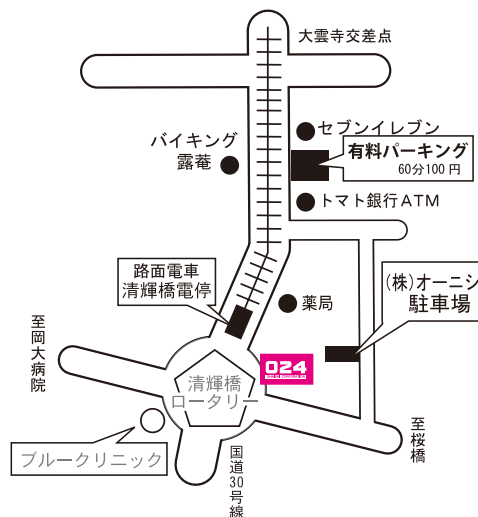 大雲寺交差点
セブンイレブン
バイキング
露菴
有料パーキング
60分100円
トマト銀行ATM
路面電車
清輝橋電停
(株)オーニシ
駐車場
薬局
至岡大病院
024
清輝橋
ロータリー
至桜橋
ブルークリニック
国道30号線